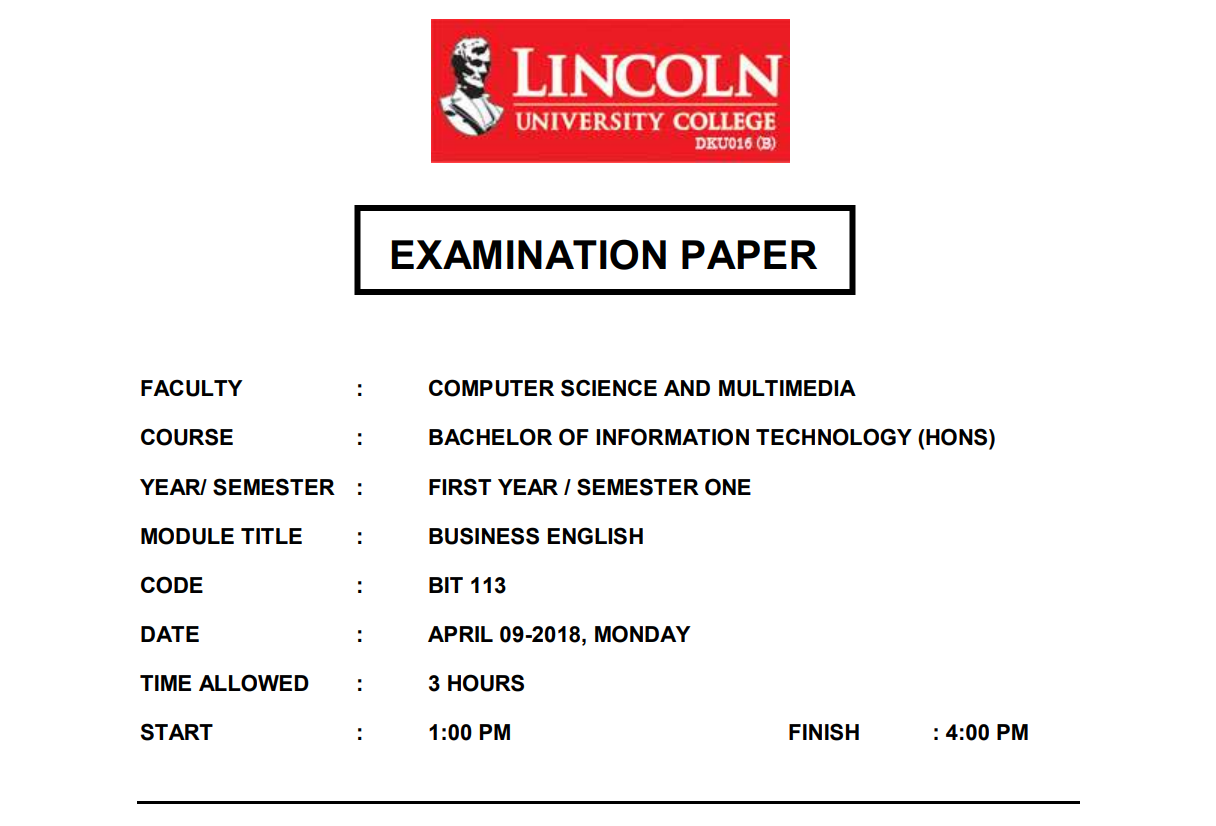 LINCOLN
UNIVERSITY COLLEGE
DKU016 (B)
EXAMINATION PAPER
FACULTY : COMPUTER SCIENCE AND MULTIMEDIA
COURSE : BACHELOR OF INFORMATION TECHNOLOGY (HONS)
YEAR/ SEMESTER : FIRST YEAR / SEMESTER ONE
MODULE TITLE : BUSINESS ENGLISH
CODE : BIT 113
DATE : APRIL 09-2018, MONDAY
TIME ALLOWED : 3 HOURS
START : 1:00 PM FINISH : 4:00 PM